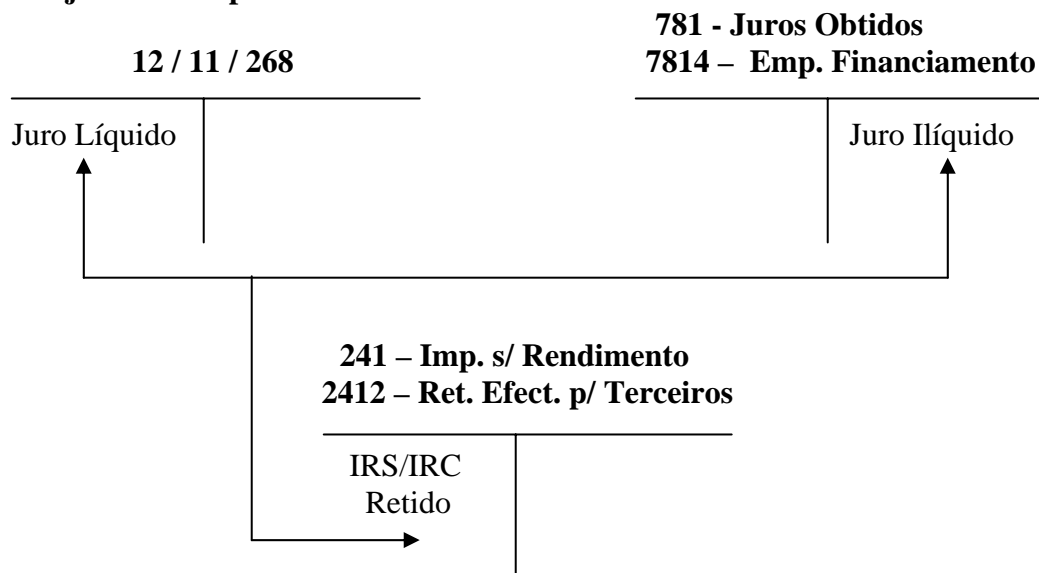 781 - Juros Obtidos
12 / 11 / 268
7814 – Emp. Financiamento
Juro Líquido
Juro Ilíquido
241 – Imp. s/ Rendimento
2412 – Ret. Efect. p/ Terceiros
IRS/IRC
Retido